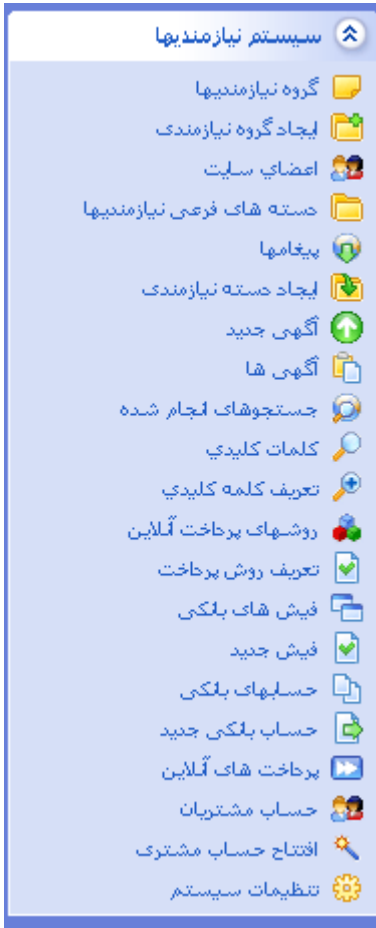 سیستم نیازمندیها
گروه نیازمندیها
ایجاد گروه نیازمندی
اعضاي سایت
دسته های فرعی نیازمندیها
پیغامها
ایجاد دسته نیازمندی
آگهی جدید
آگهی ها
جستجوهای انجام شده
کلمات کلیدي
تعریف کلمه کلیدي
روشهای پرداخت آنلاین
تعریف روش پرداخت
فیش های بانکی
فیش جدید
حسابهای بانکی
حساب بانکی جدید
پرداخت های آنلاین
حساب مشتریان
افتتاح حساب مشتری
تنظیمات سیستم